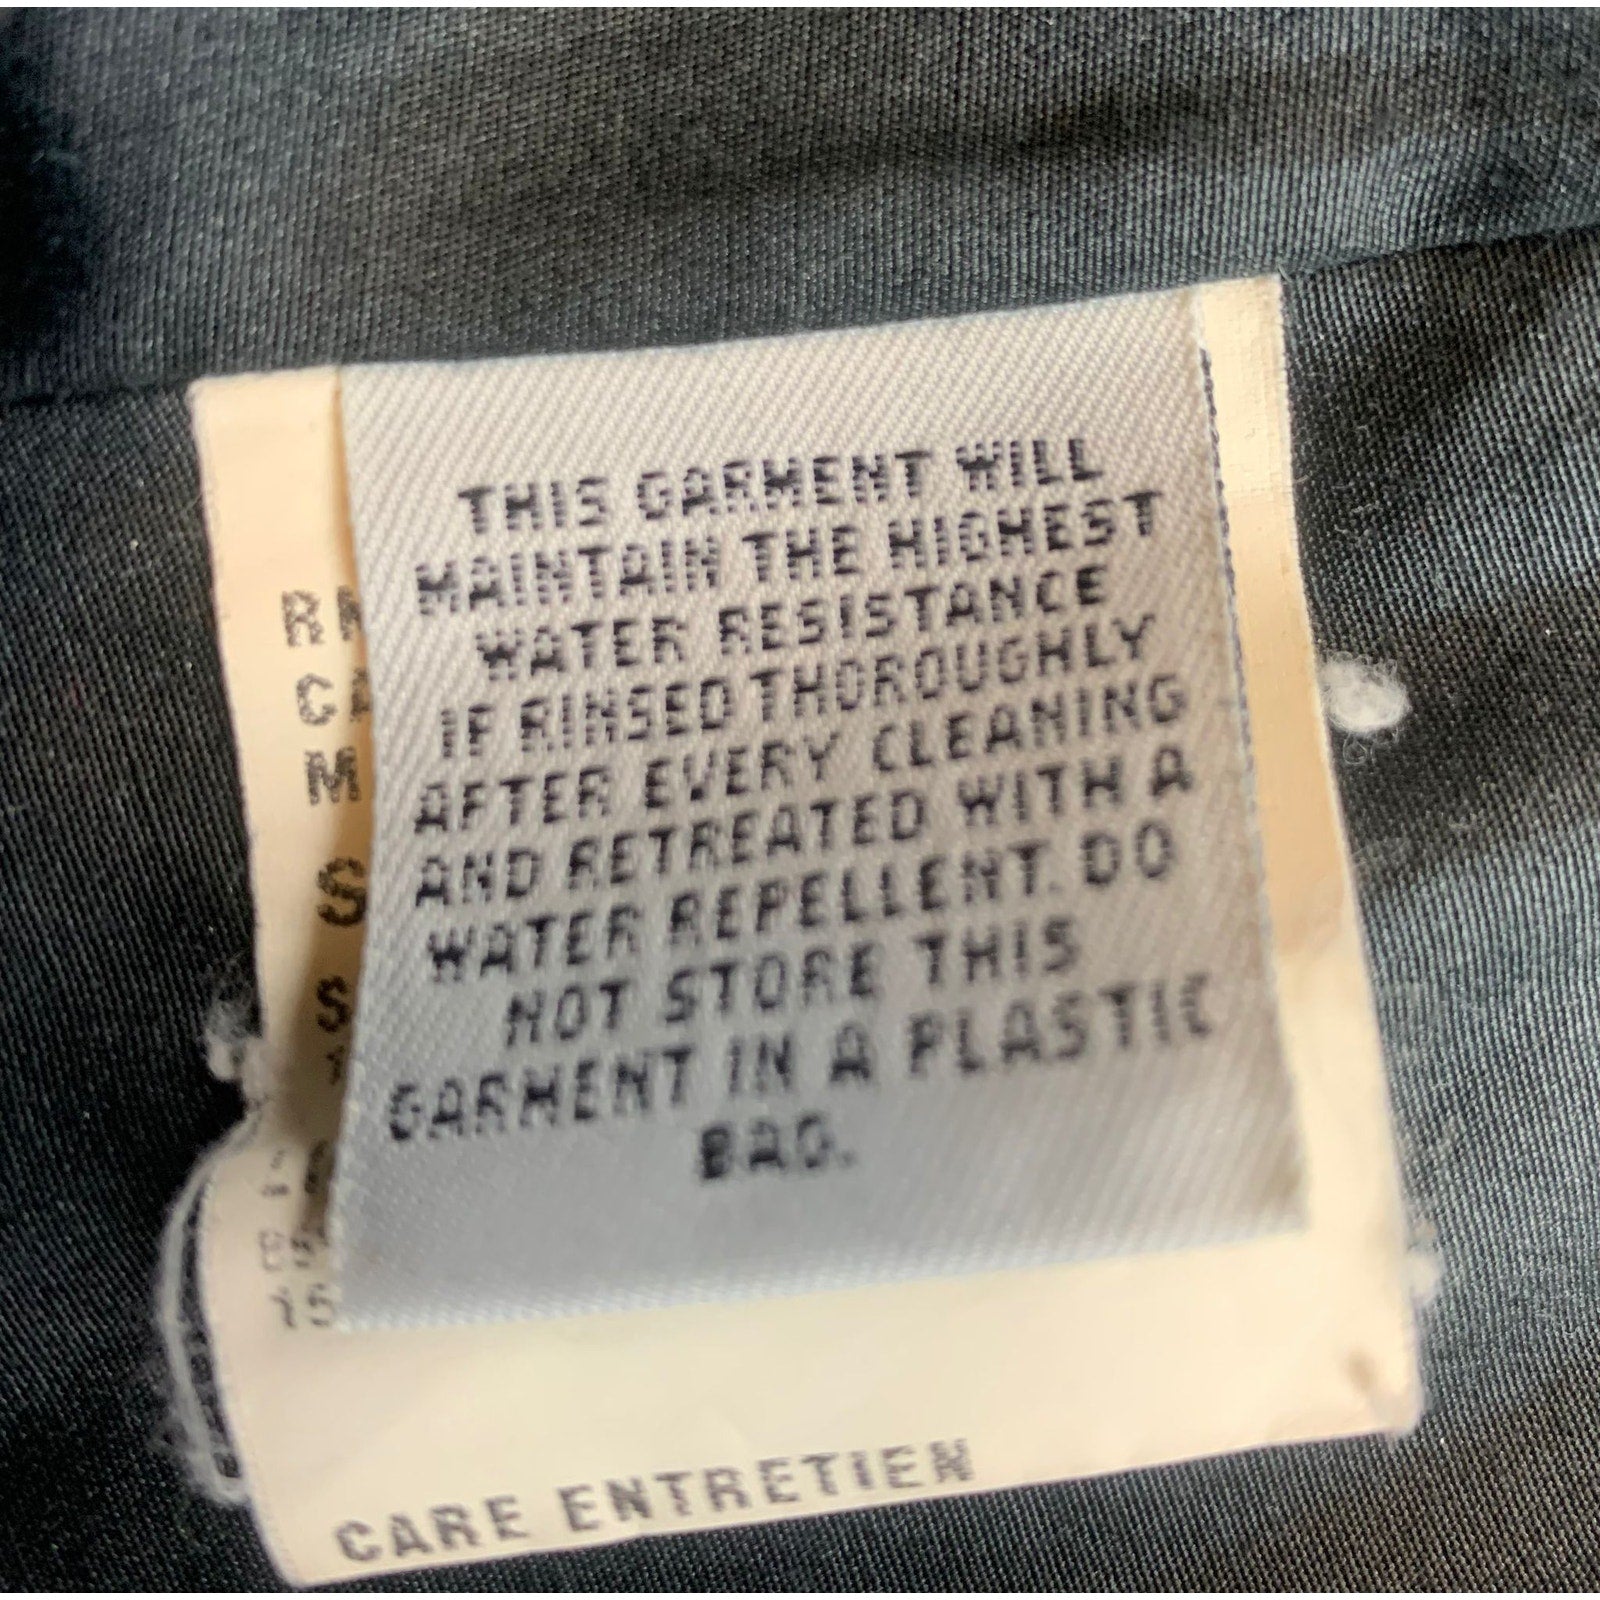 THIS GARMENT WILL
MAINTAIN THE HIGHEST
WATER RESISTANCE
IF RINSED THOROUGHLY
AFTER EVERY CLEANING
AND RETREATED WITH A
WATER REPELLENT. DO
NOT STORE THIS
GARMENT IN A PLASTIC
BAG.
CARE ENTRETIEN